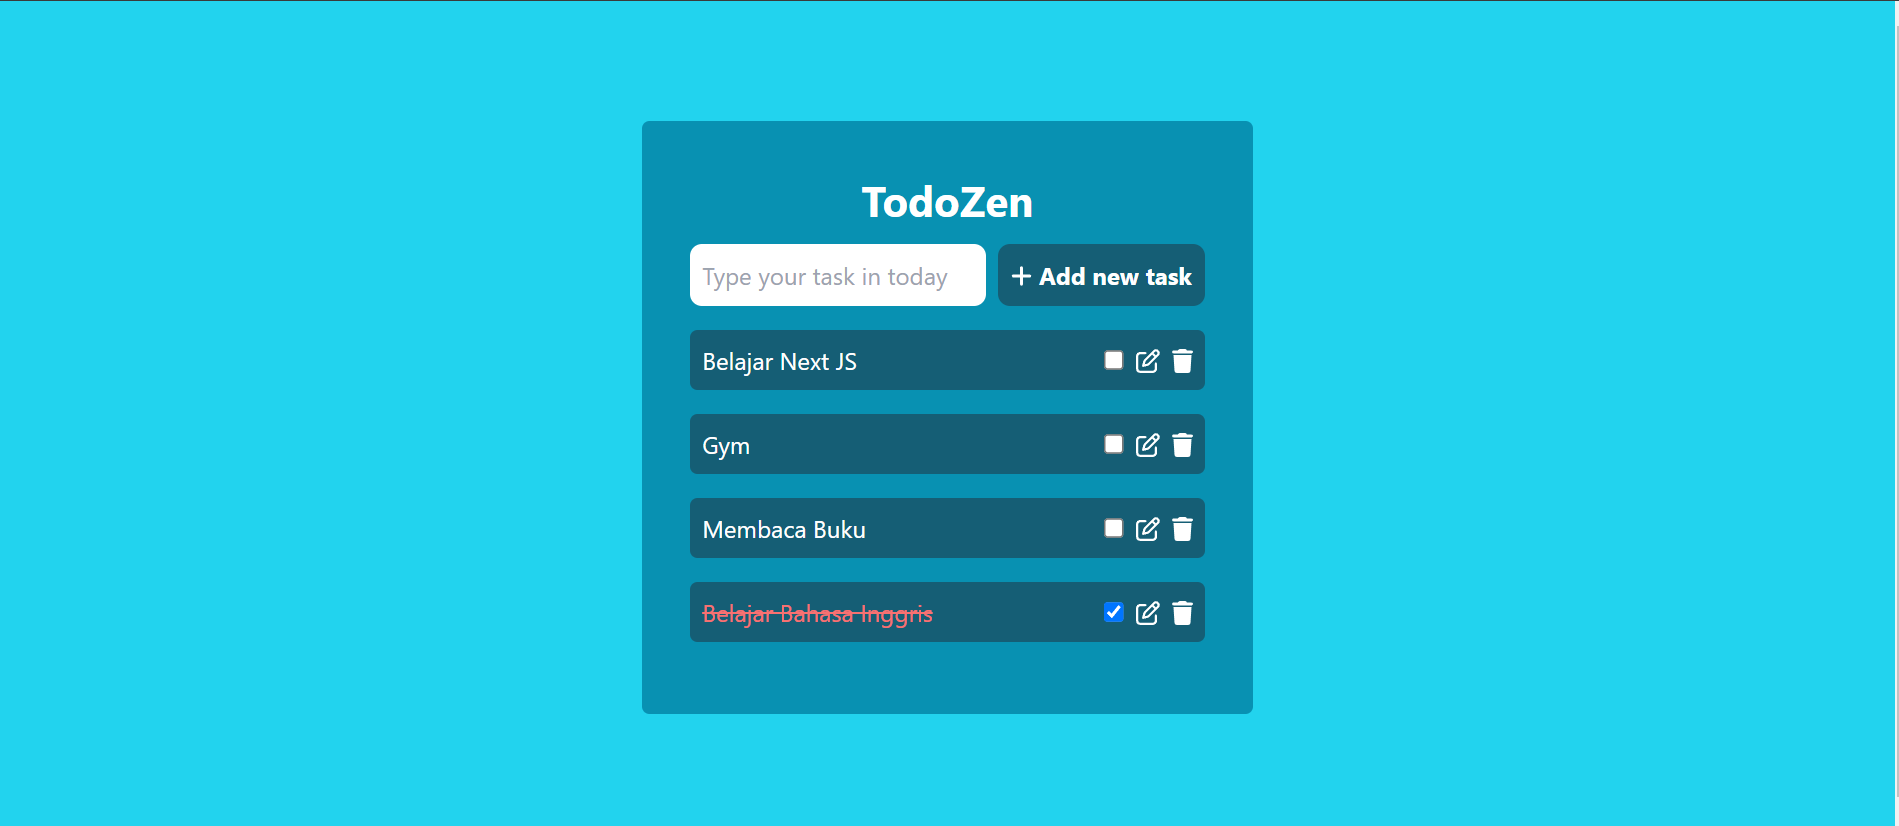 TodoZen
Type your task in today
Add new task
Belajar Next JS
Gym
Membaca Buku
Belajar Bahasa Inggris